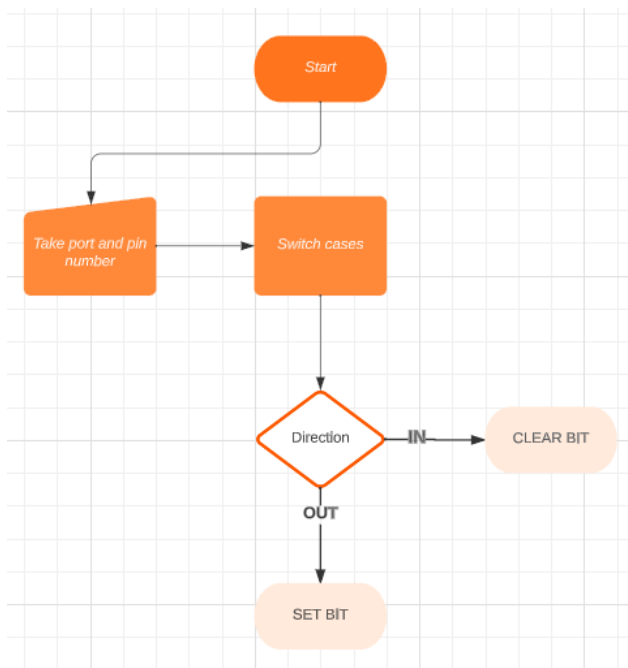 Start
Take port and pin
number
Switch cases
Direction
IN
CLEAR BIT
OUT
SET BIT